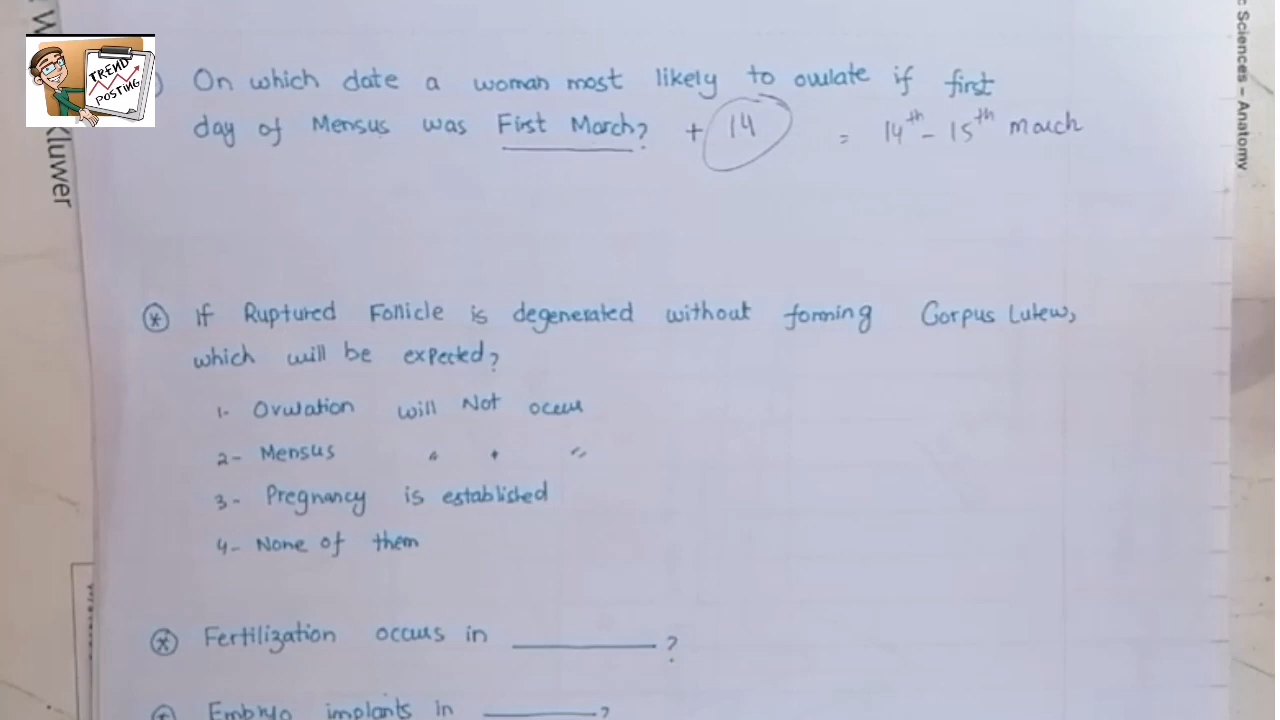 TREND
POSTING
Kluwer
c Sciences – Anatomy
On which date a woman most likely to ovulate if first
day of Mensus was First March? + 14 = 14th - 15th march
* If Ruptured Follicle is degenerated without forming Corpus Lutew,
which will be expected?
1- Ovulation will Not occur
2- Mensus " " "
3- Pregnancy is established
4- None of them
* Fertilization occurs in ________ ?
* Embryo implants in ________ ?